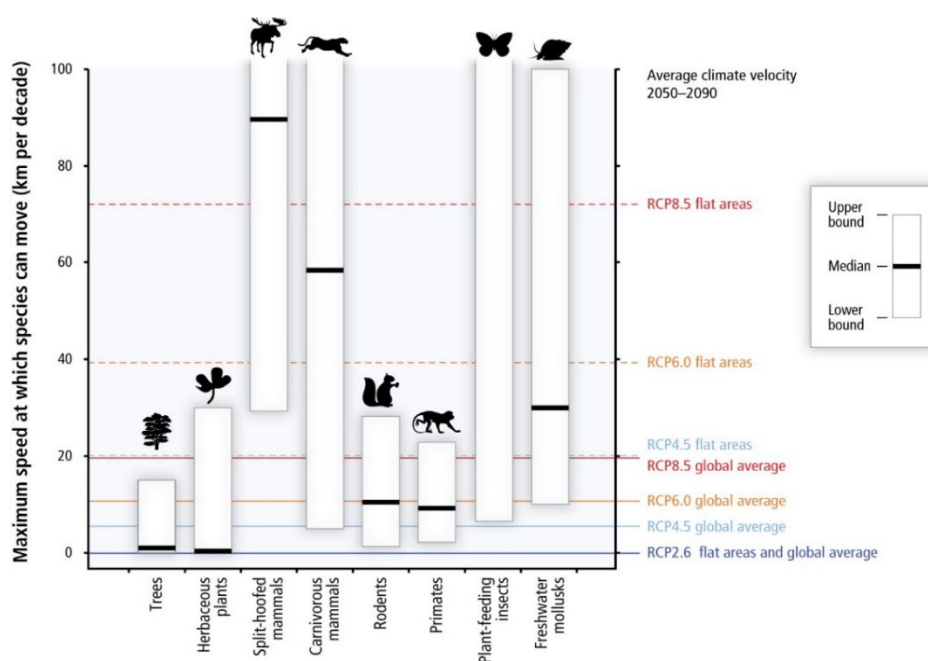 Maximum speed at which species can move (km per decade)
100
80
60
40
20
0
Average climate velocity
2050–2090
RCP8.5 flat areas
RCP6.0 flat areas
RCP4.5 flat areas
RCP8.5 global average
RCP6.0 global average
RCP4.5 global average
RCP2.6 flat areas and global average
Upper
bound
Median
Lower
bound
Trees
Herbaceous
plants
Split-hoofed
mammals
Carnivorous
mammals
Rodents
Primates
Plant-feeding
insects
Freshwater
mollusks